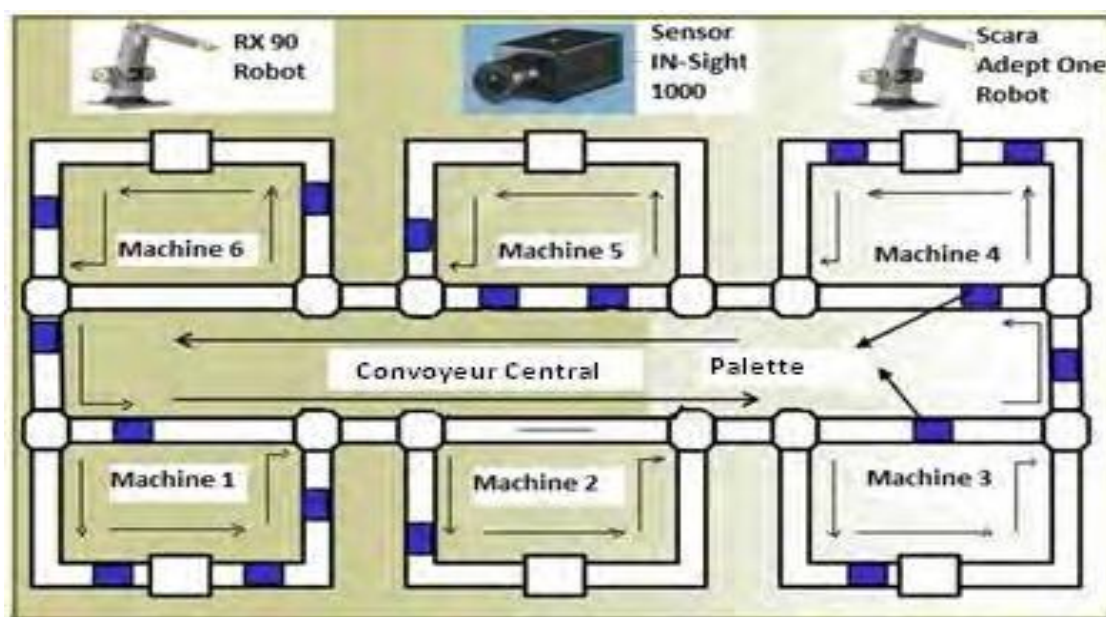 RX 90
Robot
Sensor
IN-Sight
1000
Scara
Adept One
Robot
Machine 6
Machine 5
Machine 4
Convoyeur Central
Palette
Machine 1
Machine 2
Machine 3